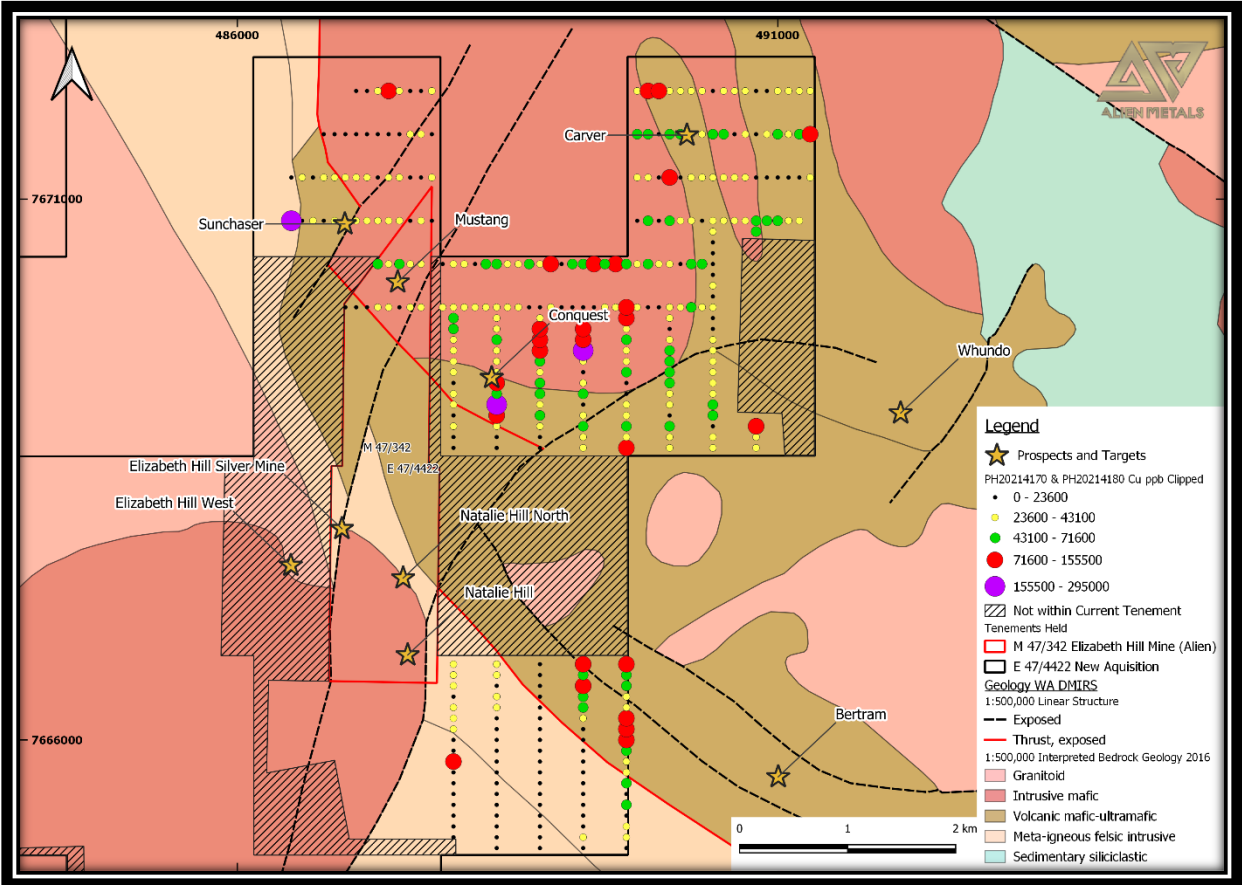 486000
491000
ALIEN METALS
Carver
7671000
Sunchaser
Mustang
Conquest
Whundo
M 47/342
E 47/4422
Elizabeth Hill Silver Mine
Elizabeth Hill West
Natalie Hill North
Natalie Hill
7666000
Bertram
0 1 2 km
Legend
Prospects and Targets
PH20214170 & PH20214180 Cu ppb Clipped
0 - 23600
23600 - 43100
43100 - 71600
71600 - 155500
155500 - 295000
Not within Current Tenement
Tenements Held
M 47/342 Elizabeth Hill Mine (Alien)
E 47/4422 New Aquisition
Geology WA DMIRS
1:500,000 Linear Structure
Exposed
Thrust, exposed
1:500,000 Interpreted Bedrock Geology 2016
Granitoid
Intrusive mafic
Volcanic mafic-ultramafic
Meta-igneous felsic intrusive
Sedimentary siliciclastic